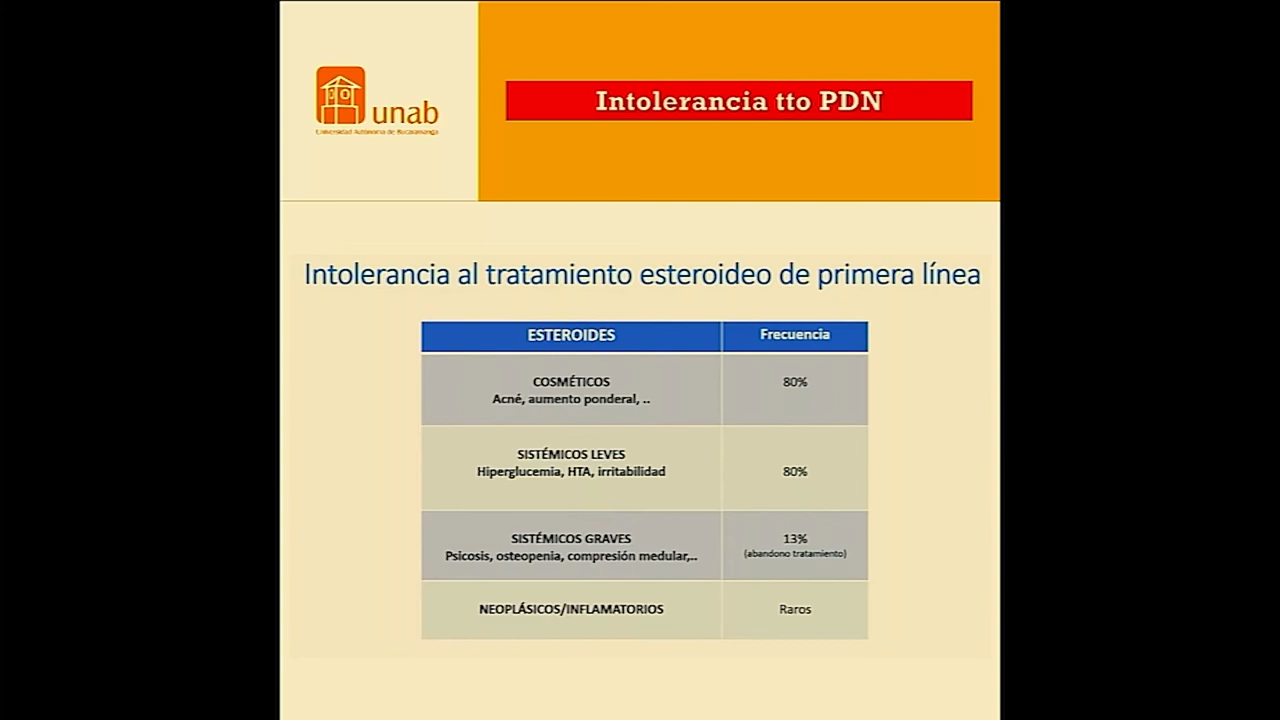 unab
Universidad Autónoma de Bucaramanga
Intolerancia tto PDN
Intolerancia al tratamiento esteroideo de primera línea
ESTEROIDES Frecuencia
COSMÉTICOS 80%
Acné, aumento ponderal, ..
SISTÉMICOS LEVES
Hiperglucemia, HTA, irritabilidad 80%
SISTÉMICOS GRAVES 13%
Psicosis, osteopenia, compresión medular,.. (abandono tratamiento)
NEOPLÁSICOS/INFLAMATORIOS Raros